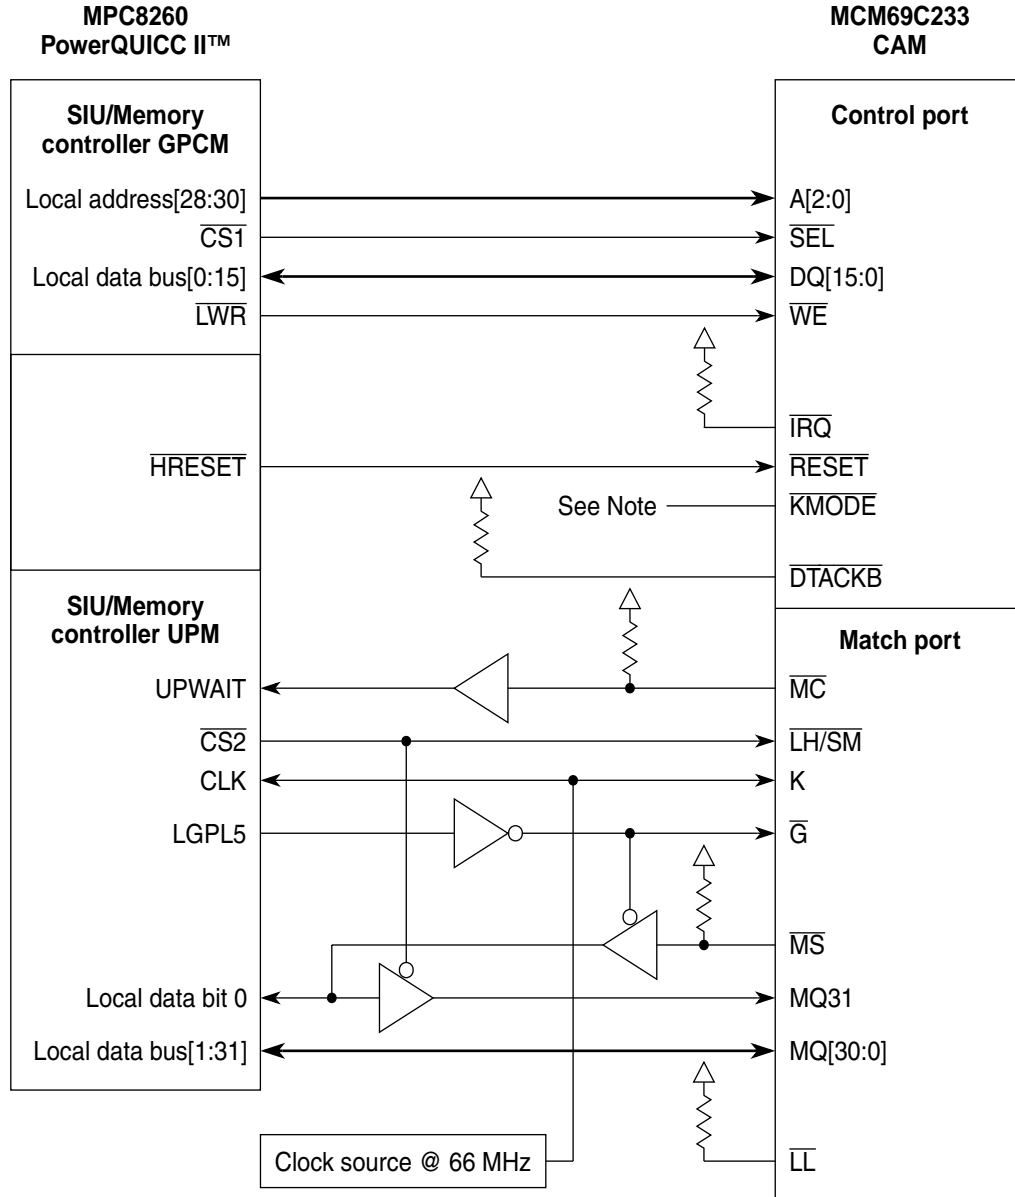 MPC8260
PowerQUICC II™
MCM69C233
CAM
SIU/Memory
controller GPCM
Control port
Local address[28:30]
A[2:0]
CS1
SEL
Local data bus[0:15]
DQ[15:0]
LWR
WE
IRQ
HRESET
RESET
See Note
KMODE
DTACKB
SIU/Memory
controller UPM
Match port
UPWAIT
MC
CS2
LH/SM
CLK
K
LGPL5
G
MS
Local data bit 0
MQ31
Local data bus[1:31]
MQ[30:0]
Clock source @ 66 MHz
LL